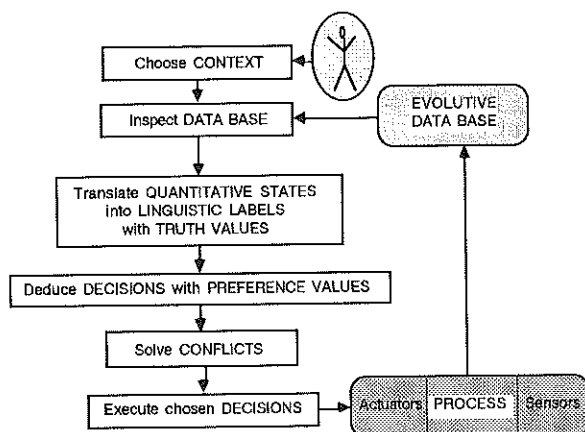 Choose CONTEXT
Inspect DATA BASE
EVOLUTIVE
DATA BASE
Translate QUANTITATIVE STATES
into LINGUISTIC LABELS
with TRUTH VALUES
Deduce DECISIONS with PREFERENCE VALUES
Solve CONFLICTS
Execute chosen DECISIONS
Actuators PROCESS Sensors